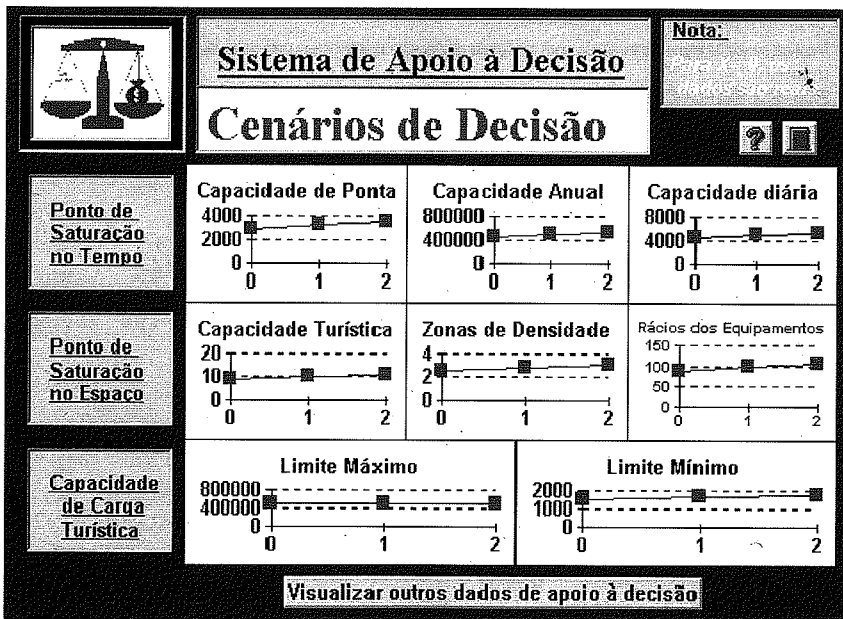 Sistema de Apoio à Decisão
Cenários de Decisão
Nota:
?
Ponto de
Saturação
no Tempo
Capacidade de Ponta
4000
2000
0
0 1 2
Capacidade Anual
800000
400000
0
0 1 2
Capacidade diária
8000
4000
0
0 1 2
Ponto de
Saturação
no Espaço
Capacidade Turística
20
10
0
0 1 2
Zonas de Densidade
4
2
0
0 1 2
Rácios dos Equipamentos
150
100
50
0
0 1 2
Capacidade
de Carga
Turística
Limite Máximo
800000
400000
0
0 1 2
Limite Mínimo
2000
1000
0
0 1 2
Visualizar outros dados de apoio à decisão